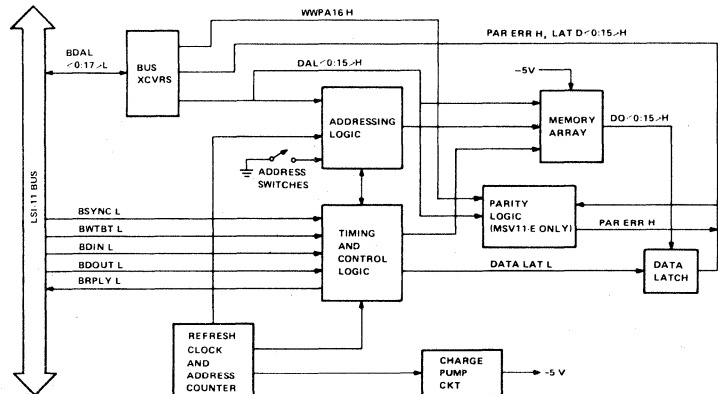 WWPA16 H
PAR ERR H, LAT D<0:15>H
BDAL
<0:17>L
BUS
XCVRS
DAL<0:15>H
-5V
ADDRESSING
LOGIC
MEMORY
ARRAY
DO<0:15>H
ADDRESS
SWITCHES
LSI-11 BUS
BSYNC L
BWTBT L
BDIN L
BDOUT L
BRPLY L
TIMING
AND
CONTROL
LOGIC
PARITY
LOGIC
(MSV11-E ONLY)
PAR ERR H
DATA LAT L
DATA
LATCH
REFRESH
CLOCK
AND
ADDRESS
COUNTER
CHARGE
PUMP
CKT
-5 V